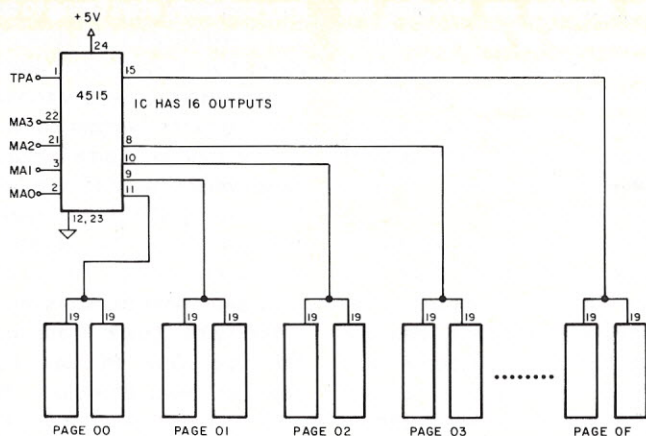 +5V
24
TPA 1 15
4515
IC HAS 16 OUTPUTS
MA3 22
MA2 21 8
10
MA1 3 9
MA0 2 11
12, 23
19 19 19 19 19 19 19 19 19 19
PAGE 00 PAGE 01 PAGE 02 PAGE 03 PAGE 0F